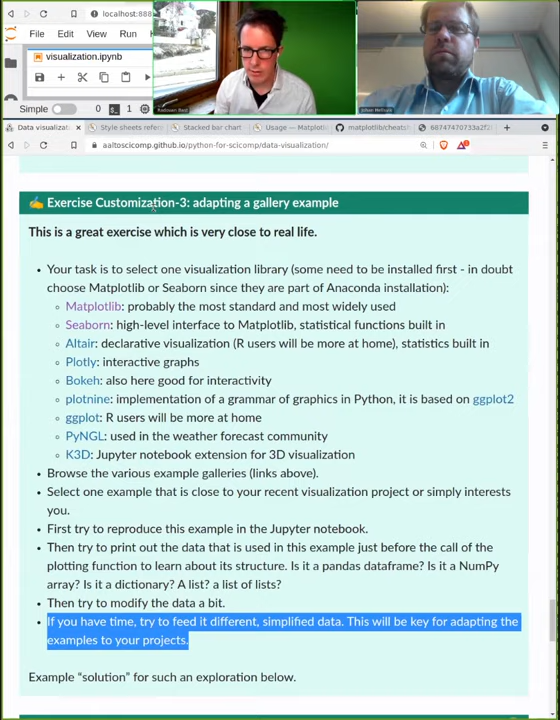 localhost:888
File Edit View
visualization.ipynb
Simple 0 1
Radovan Bast
Johan Hellsvik
Data visualizatio
Style sheets refere
Stacked bar chart
Usage — Matplotli
matplotlib/cheatsh
68747470733a2f2
aaltoscicomp.github.io/python-for-scicomp/data-visualization/
✍ Exercise Customization-3: adapting a gallery example
This is a great exercise which is very close to real life.
• Your task is to select one visualization library (some need to be installed first - in doubt
choose Matplotlib or Seaborn since they are part of Anaconda installation):
◦ Matplotlib: probably the most standard and most widely used
◦ Seaborn: high-level interface to Matplotlib, statistical functions built in
◦ Altair: declarative visualization (R users will be more at home), statistics built in
◦ Plotly: interactive graphs
◦ Bokeh: also here good for interactivity
◦ plotnine: implementation of a grammar of graphics in Python, it is based on ggplot2
◦ ggplot: R users will be more at home
◦ PyNGL: used in the weather forecast community
◦ K3D: Jupyter notebook extension for 3D visualization
• Browse the various example galleries (links above).
• Select one example that is close to your recent visualization project or simply interests
you.
• First try to reproduce this example in the Jupyter notebook.
• Then try to print out the data that is used in this example just before the call of the
plotting function to learn about its structure. Is it a pandas dataframe? Is it a NumPy
array? Is it a dictionary? A list? a list of lists?
• Then try to modify the data a bit.
• If you have time, try to feed it different, simplified data. This will be key for adapting the
examples to your projects.
Example “solution” for such an exploration below.